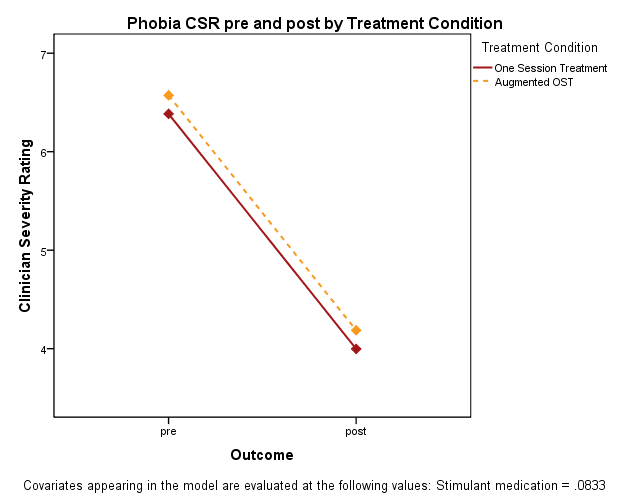 Phobia CSR pre and post by Treatment Condition
Treatment Condition
One Session Treatment
Augmented OST
Clinician Severity Rating
7
6
5
4
pre
post
Outcome
Covariates appearing in the model are evaluated at the following values: Stimulant medication = .0833